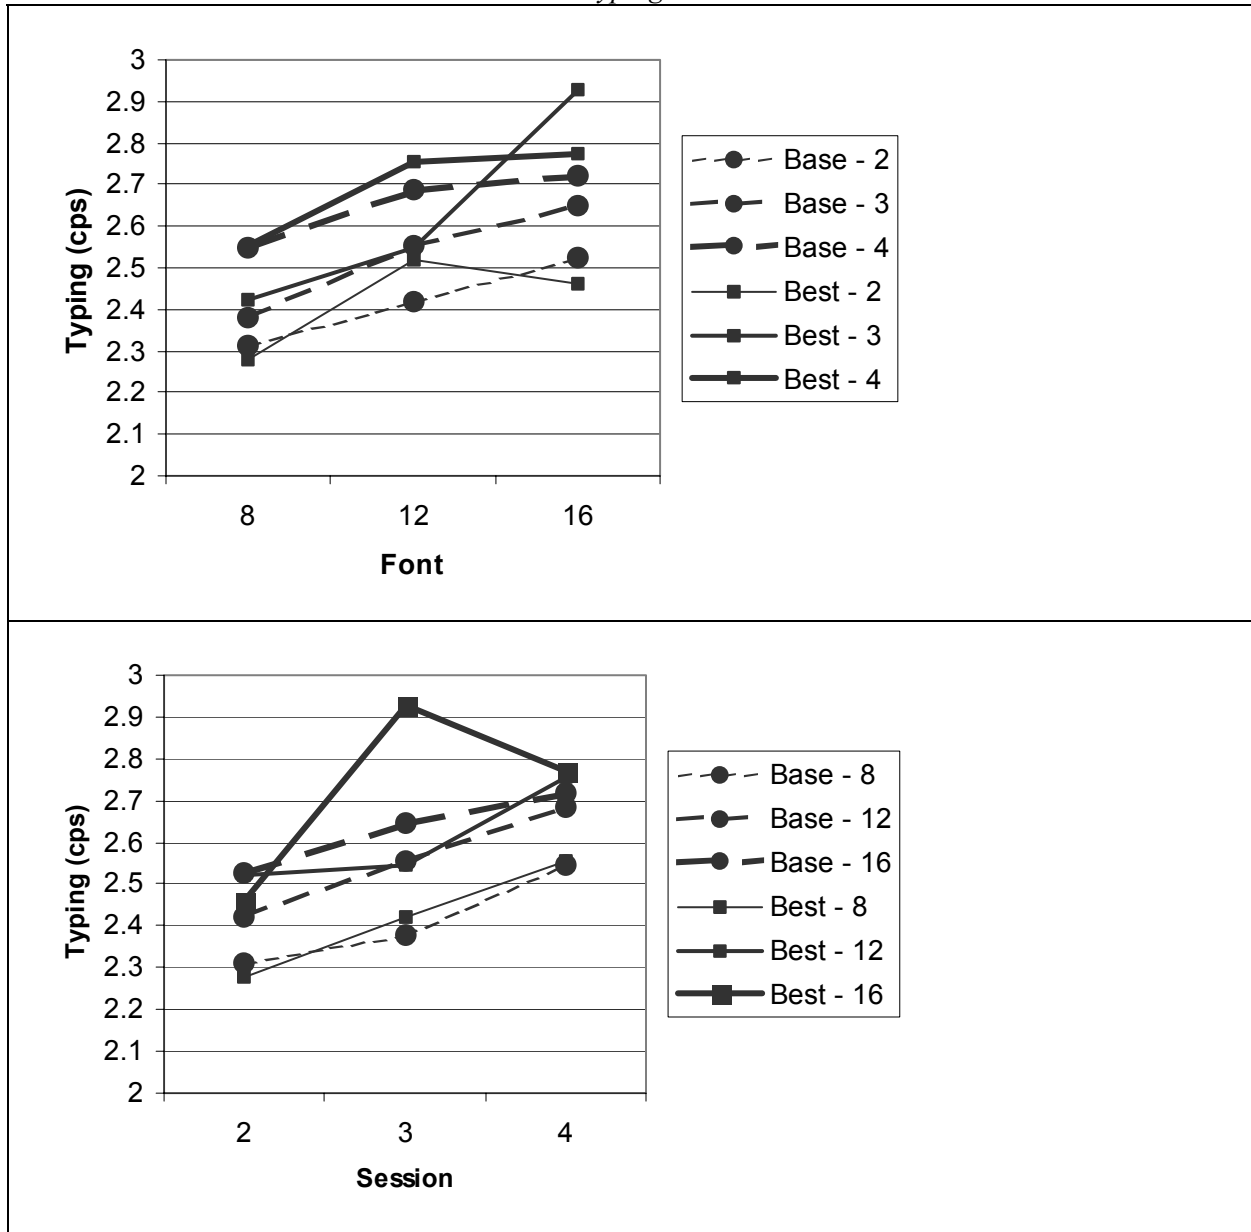 3
2.9
2.8
2.7
2.6
2.5
2.4
2.3
2.2
2.1
2
Typing (cps)
8 12 16
Font
Base - 2
Base - 3
Base - 4
Best - 2
Best - 3
Best - 4
3
2.9
2.8
2.7
2.6
2.5
2.4
2.3
2.2
2.1
2
Typing (cps)
2 3 4
Session
Base - 8
Base - 12
Base - 16
Best - 8
Best - 12
Best - 16